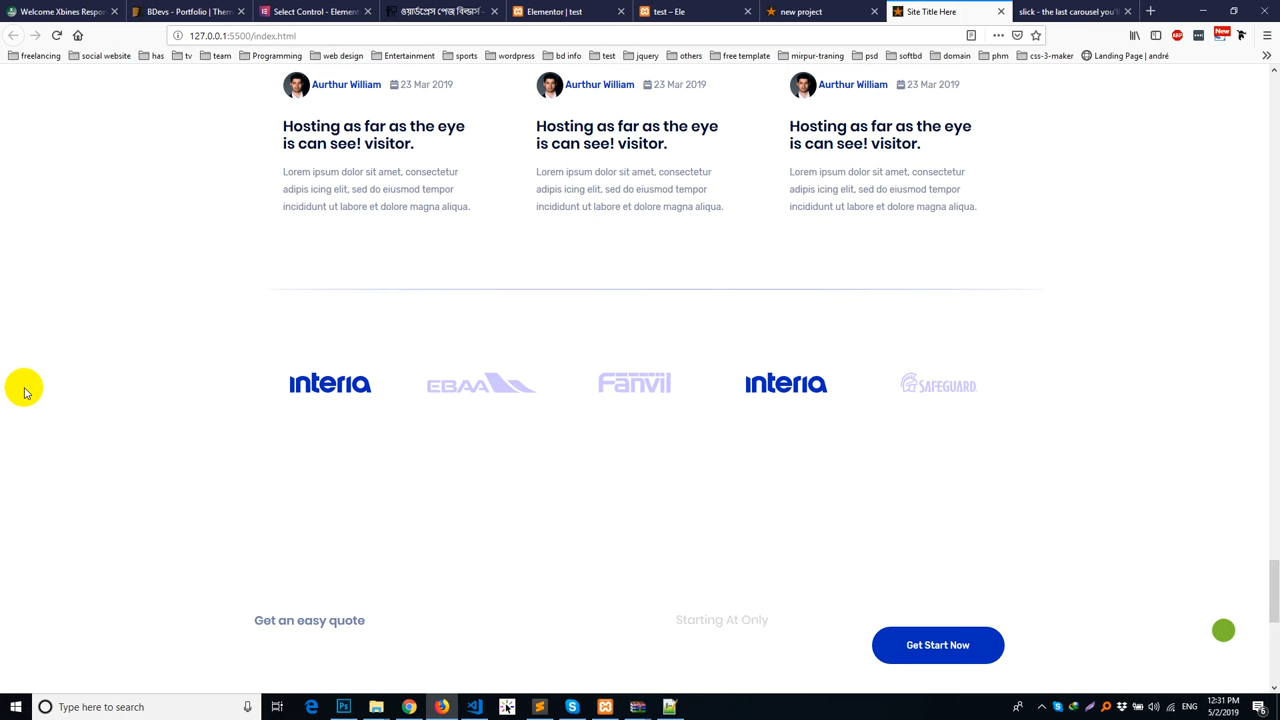 Welcome Xbines Respor
BDevs - Portfolio | Them
Select Control - Element
ওয়ার্ডপ্রেস পেজ বিল্ডার্স
Elementor | test
test – Ele
new project
Site Title Here
slick - the last carousel you'll
127.0.0.1:5500/index.html
ABP
New
freelancing
social website
has
tv
team
Programming
web design
Entertainment
sports
wordpress
bd info
test
jquery
others
free template
mirpur-traning
psd
softbd
domain
phm
css-3-maker
Landing Page | andré
Aurthur William 23 Mar 2019
Hosting as far as the eye
is can see! visitor.
Lorem ipsum dolor sit amet, consectetur
adipis icing elit, sed do eiusmod tempor
incididunt ut labore et dolore magna aliqua.
Aurthur William 23 Mar 2019
Hosting as far as the eye
is can see! visitor.
Lorem ipsum dolor sit amet, consectetur
adipis icing elit, sed do eiusmod tempor
incididunt ut labore et dolore magna aliqua.
Aurthur William 23 Mar 2019
Hosting as far as the eye
is can see! visitor.
Lorem ipsum dolor sit amet, consectetur
adipis icing elit, sed do eiusmod tempor
incididunt ut labore et dolore magna aliqua.
interia
EBAA
Fanvil
interia
SAFEGUARD
Get an easy quote
Starting At Only
Get Start Now
Type here to search
ENG
12:31 PM
5/2/2019